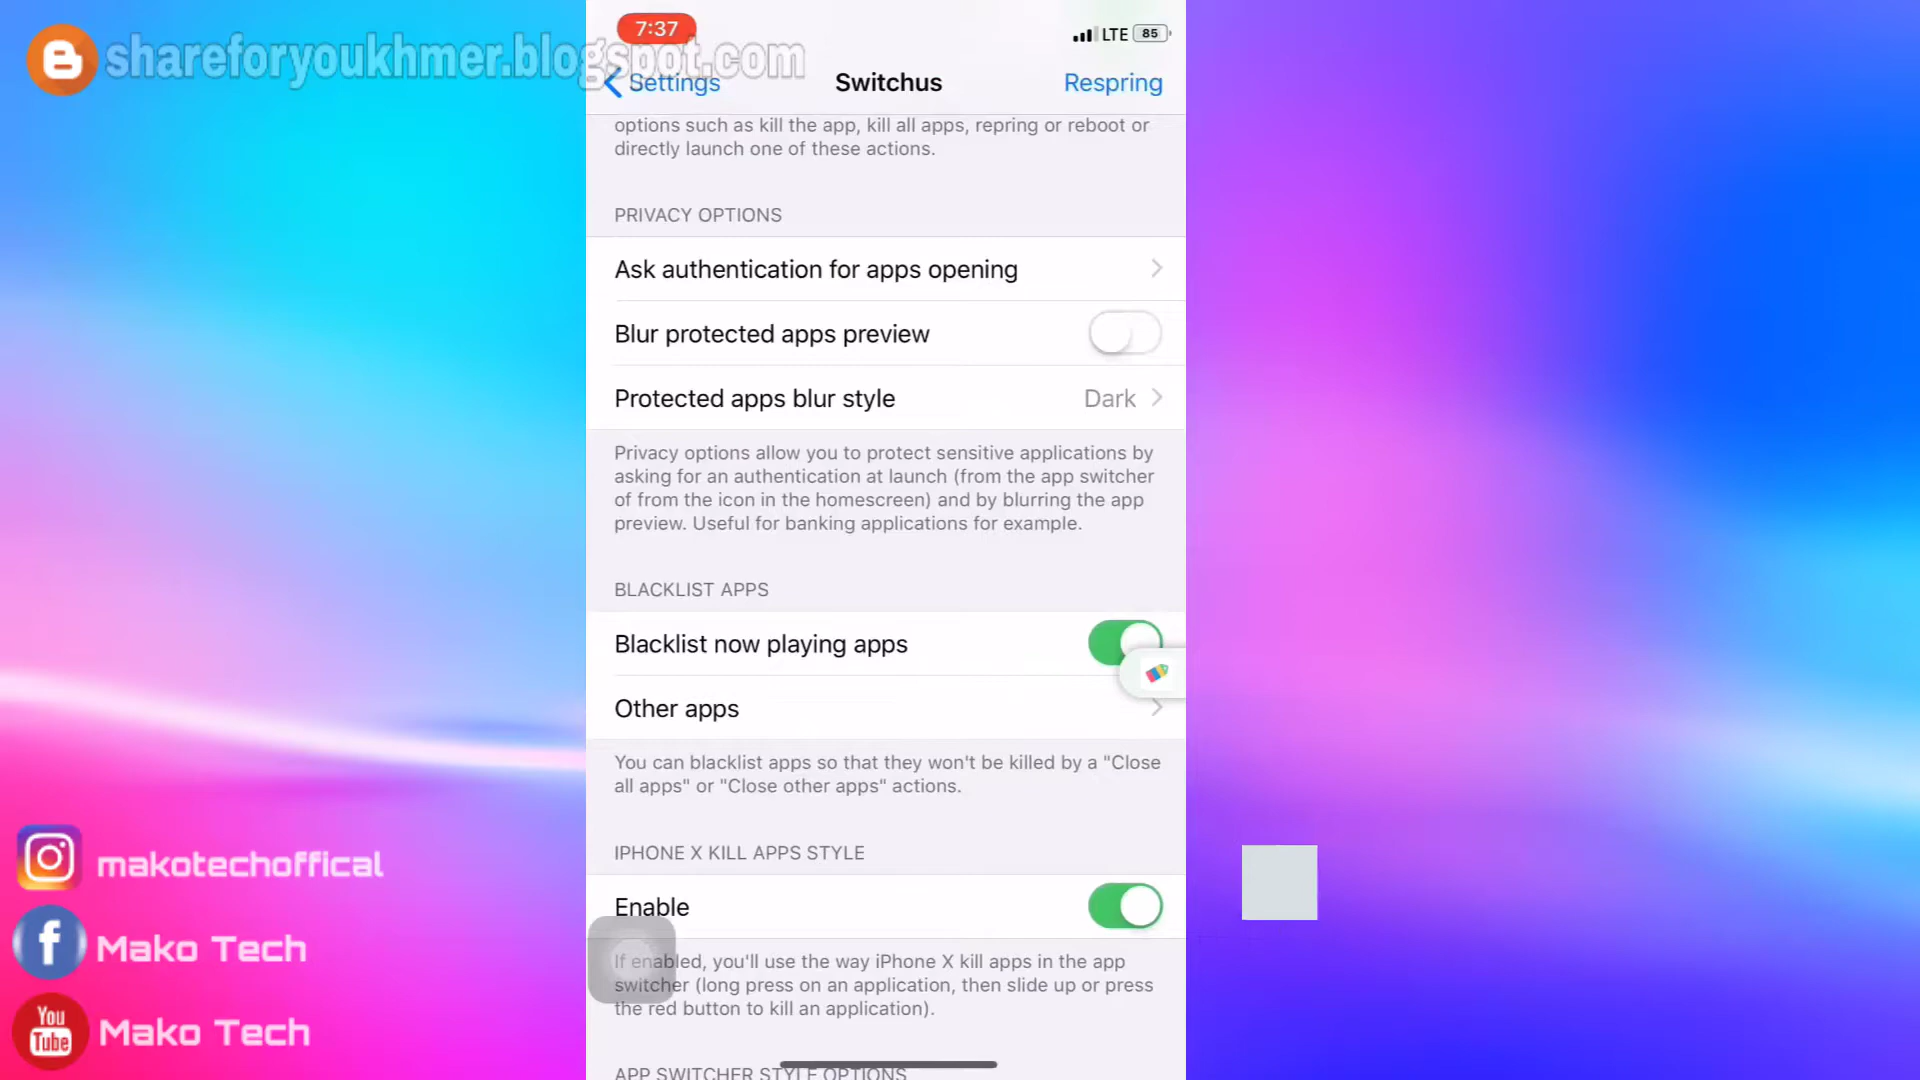 shareforyoukhmer.blogspot.com
7:37
LTE 85
Settings
Switchus
Respring
options such as kill the app, kill all apps, repring or reboot or
directly launch one of these actions.
PRIVACY OPTIONS
Ask authentication for apps opening
Blur protected apps preview
Protected apps blur style
Dark
Privacy options allow you to protect sensitive applications by
asking for an authentication at launch (from the app switcher
of from the icon in the homescreen) and by blurring the app
preview. Useful for banking applications for example.
BLACKLIST APPS
Blacklist now playing apps
Other apps
You can blacklist apps so that they won't be killed by a "Close
all apps" or "Close other apps" actions.
IPHONE X KILL APPS STYLE
Enable
If enabled, you'll use the way iPhone X kill apps in the app
switcher (long press on an application, then slide up or press
the red button to kill an application).
APP SWITCHER STYLE OPTIONS
makotechoffical
Mako Tech
You
Tube
Mako Tech